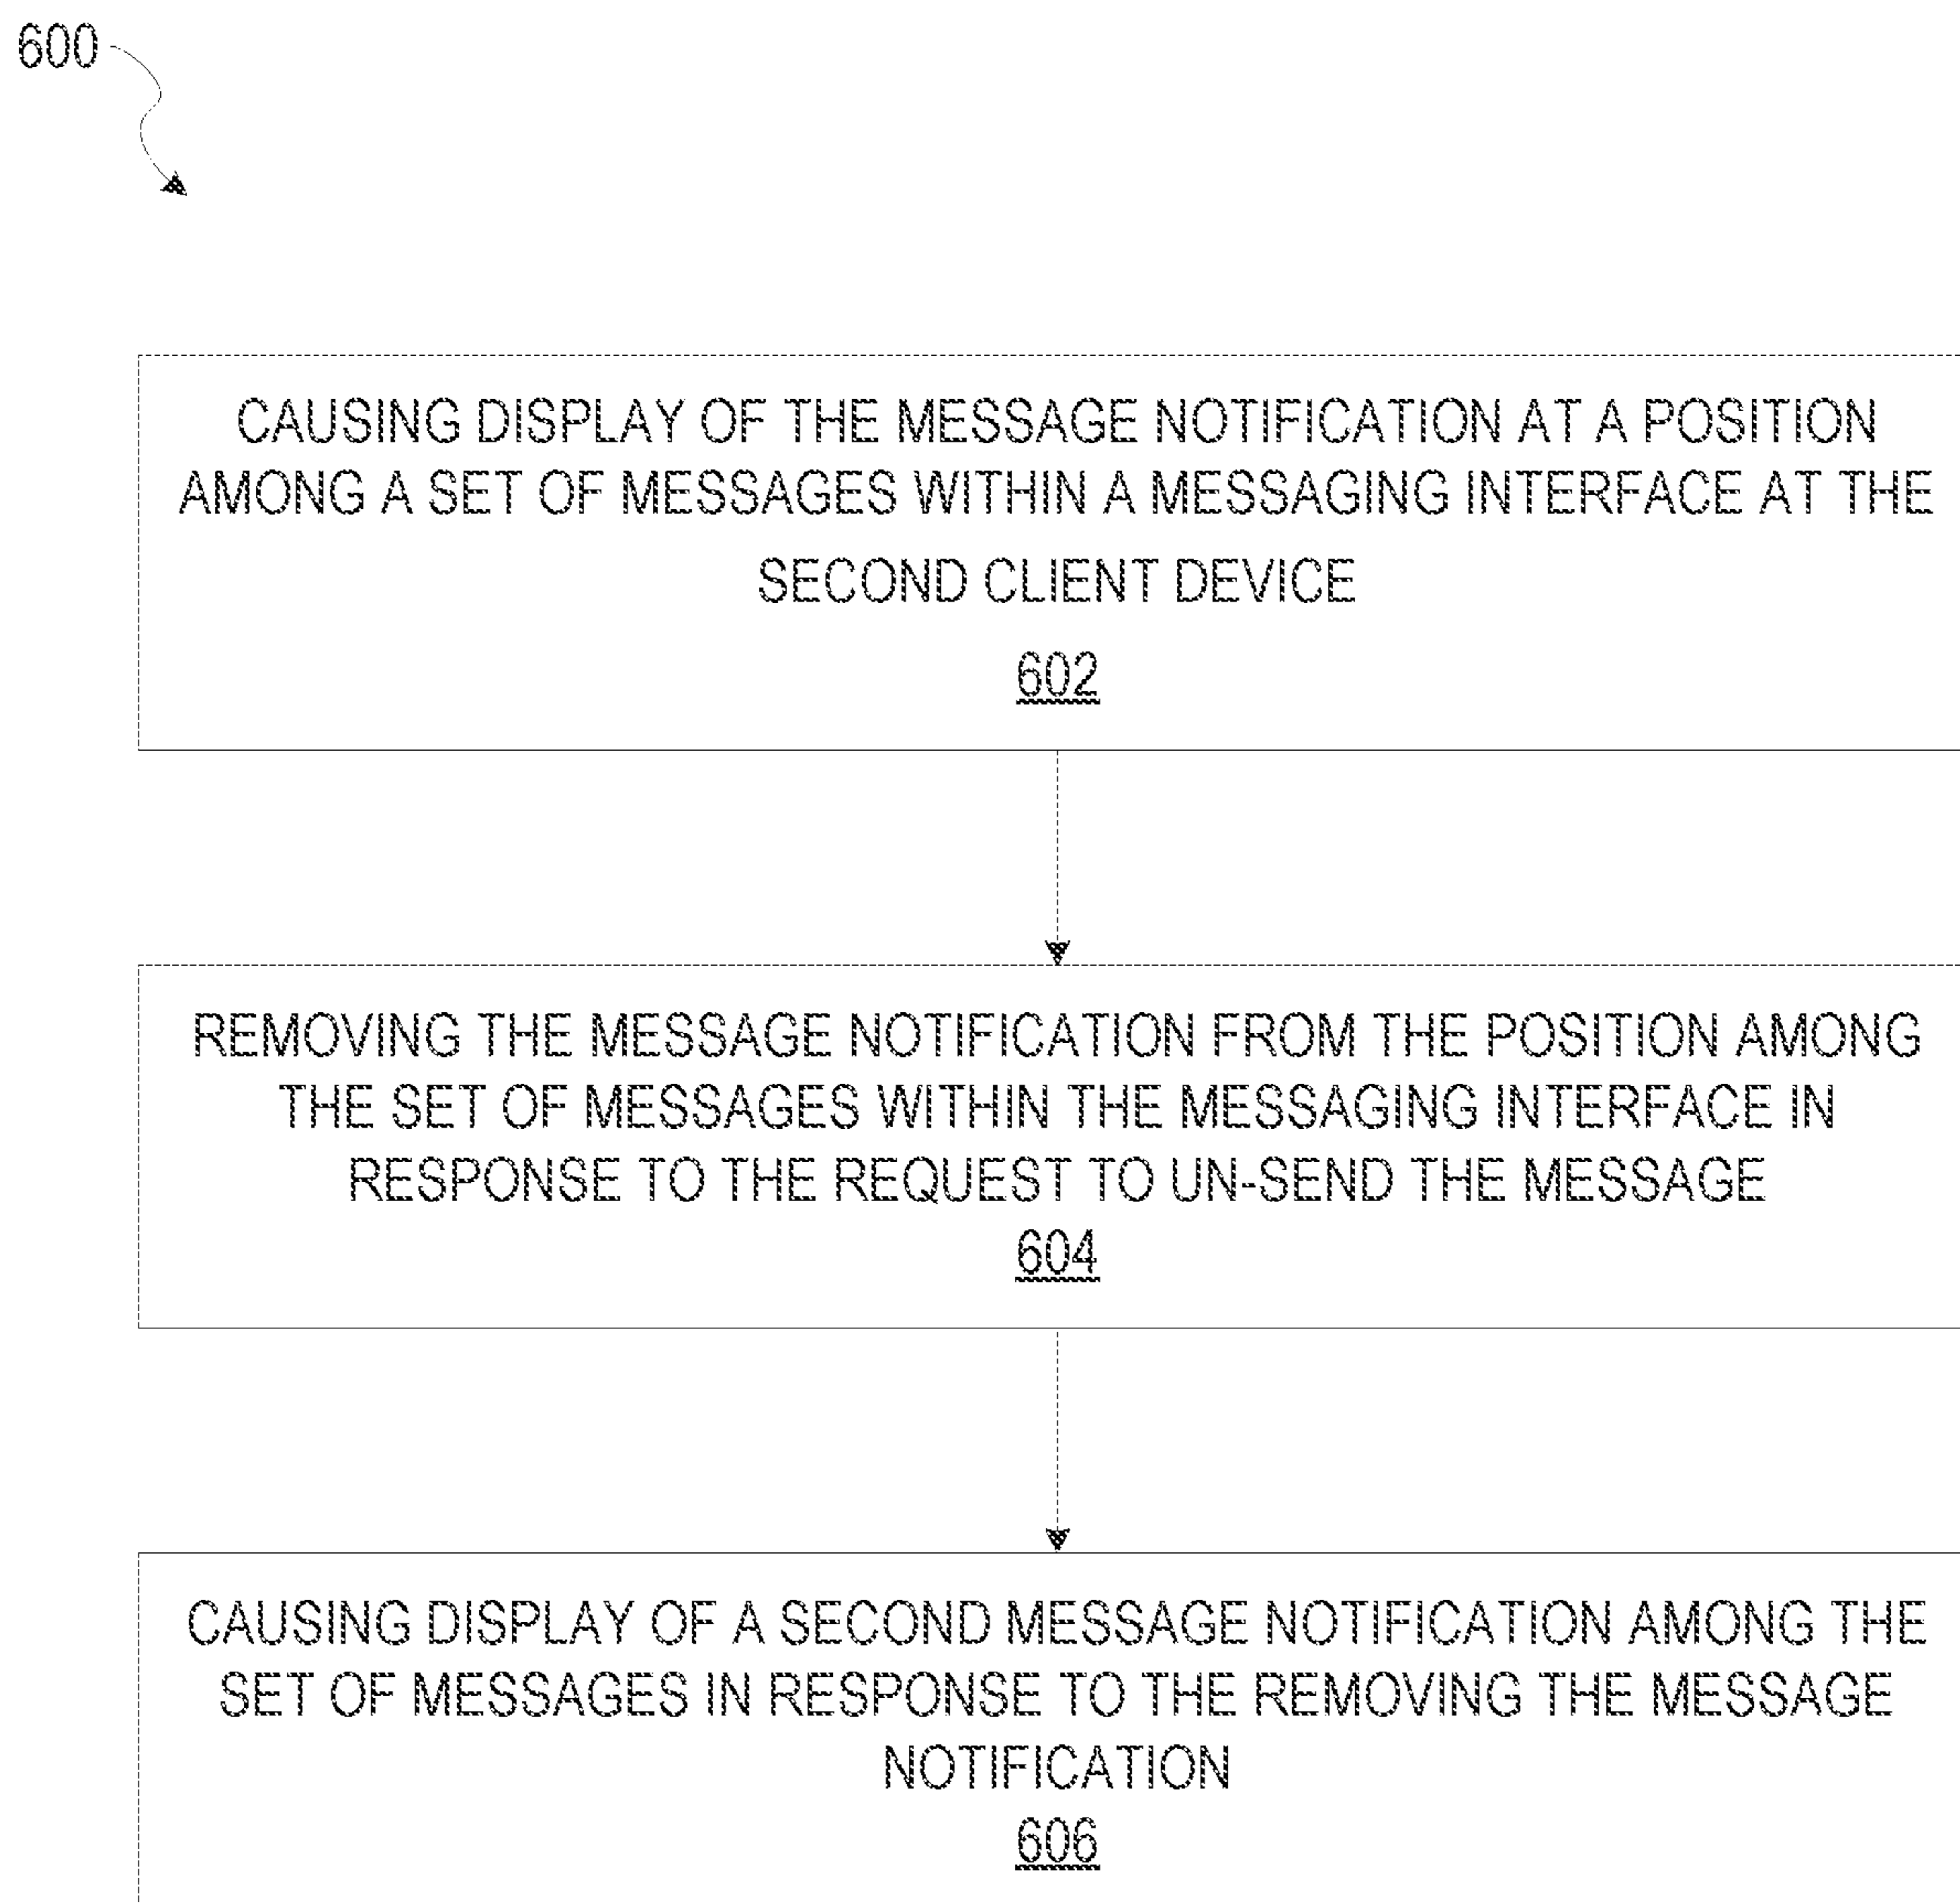 600
CAUSING DISPLAY OF THE MESSAGE NOTIFICATION AT A POSITION
AMONG A SET OF MESSAGES WITHIN A MESSAGING INTERFACE AT THE
SECOND CLIENT DEVICE
602
REMOVING THE MESSAGE NOTIFICATION FROM THE POSITION AMONG
THE SET OF MESSAGES WITHIN THE MESSAGING INTERFACE IN
RESPONSE TO THE REQUEST TO UN-SEND THE MESSAGE
604
CAUSING DISPLAY OF A SECOND MESSAGE NOTIFICATION AMONG THE
SET OF MESSAGES IN RESPONSE TO THE REMOVING THE MESSAGE
NOTIFICATION
606